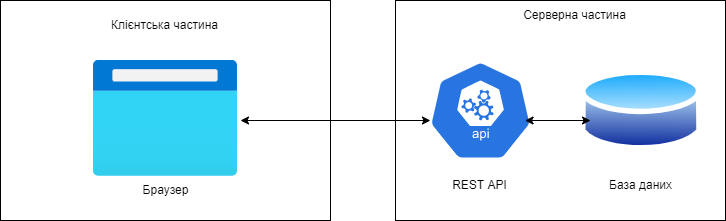 Клієнтська частина
Серверна частина
api
Браузер
REST API
База даних